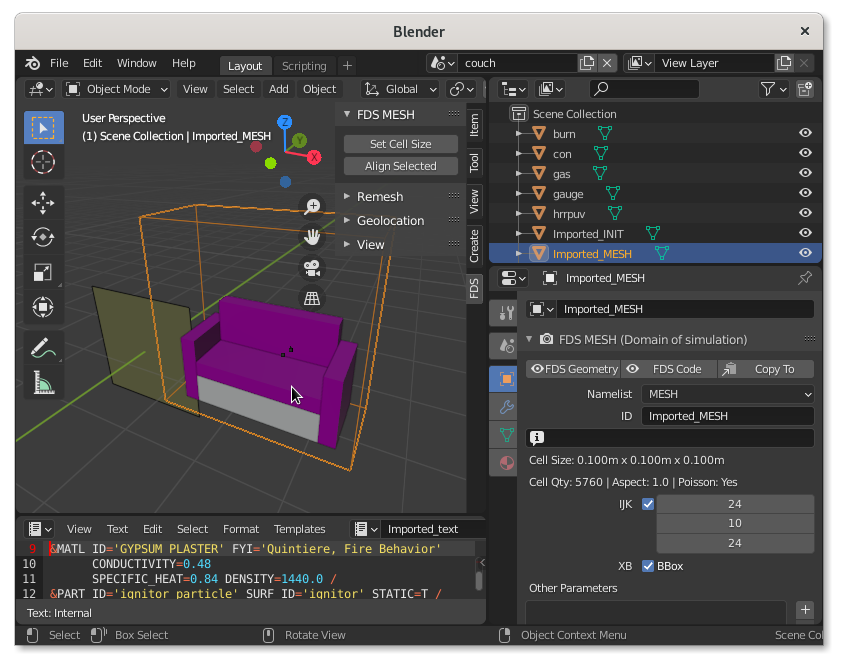 Blender
File Edit Window Help Layout Scripting + couch View Layer
Object Mode View Select Add Object Global
User Perspective
(1) Scene Collection | Imported_MESH
Z
Y
X
FDS MESH
Set Cell Size
Align Selected
Remesh
Geolocation
View
Item
Tool
View
Create
FDS
Scene Collection
burn
con
gas
gauge
hrrpuv
Imported_INIT
Imported_MESH
Imported_MESH
Imported_MESH
FDS MESH (Domain of simulation)
FDS Geometry FDS Code Copy To
Namelist MESH
ID Imported_MESH
Cell Size: 0.100m x 0.100m x 0.100m
Cell Qty: 5760 | Aspect: 1.0 | Poisson: Yes
IJK 24
10
24
XB BBox
Other Parameters
+
View Text Edit Select Format Templates Imported_text
9 &MATL ID='GYPSUM PLASTER' FYI='Quintiere, Fire Behavior'
10 CONDUCTIVITY=0.48
11 SPECIFIC_HEAT=0.84 DENSITY=1440.0 /
12 &PART ID='ignitor particle' SURF_ID='ignitor' STATIC=T /
Text: Internal
Select Box Select Rotate View Object Context Menu Scene Col